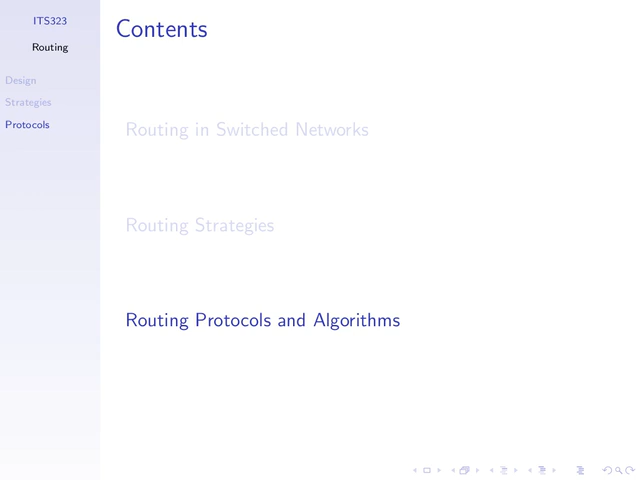 ITS323
Routing
Design
Strategies
Protocols
Contents
Routing in Switched Networks
Routing Strategies
Routing Protocols and Algorithms